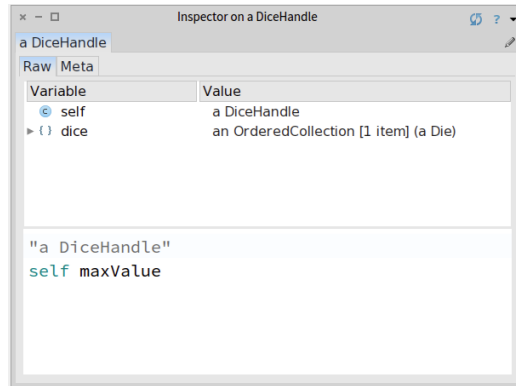 Inspector on a DiceHandle ?
a DiceHandle
Raw Meta
Variable Value
c self a DiceHandle
{ } dice an OrderedCollection [1 item] (a Die)
"a DiceHandle"
self maxValue